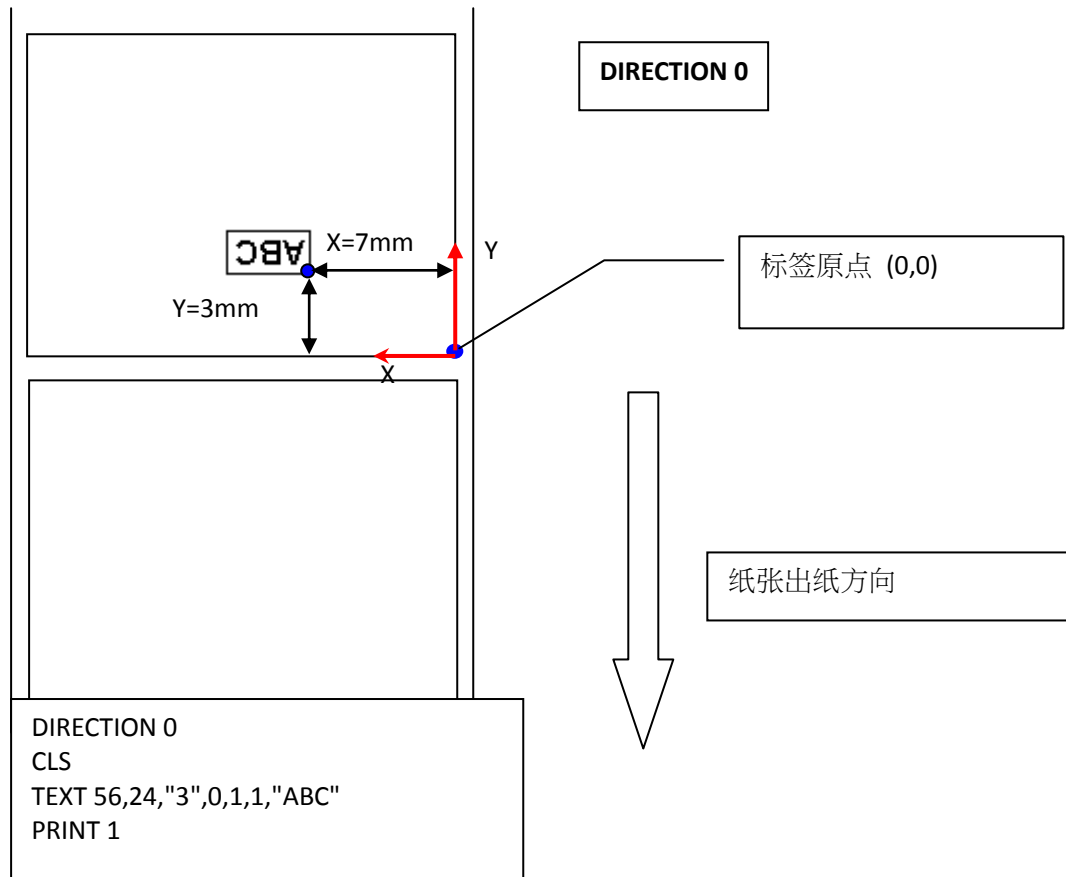 DIRECTION 0
ABC
X=7mm
Y
Y=3mm
标签原点 (0,0)
X
纸张出纸方向
DIRECTION 0
CLS
TEXT 56,24,"3",0,1,1,"ABC"
PRINT 1